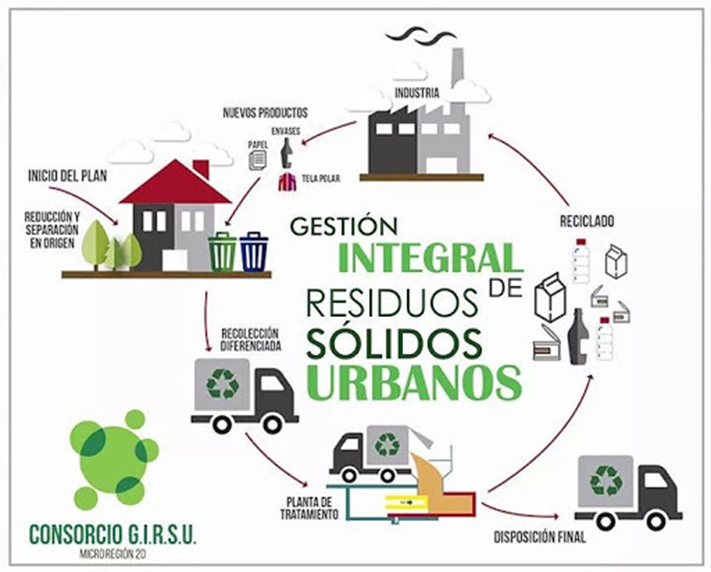 INDUSTRIA
NUEVOS PRODUCTOS
ENVASES
PAPEL
TELA POLAR
INICIO DEL PLAN
REDUCCIÓN Y
SEPARACIÓN
EN ORIGEN
RECICLADO
GESTIÓN
INTEGRAL
DE
RESIDUOS
SÓLIDOS
URBANOS
RECOLECCIÓN
DIFERENCIADA
PLANTA DE
TRATAMIENTO
DISPOSICIÓN FINAL
CONSORCIO G.I.R.S.U.
MICROREGIÓN 2D